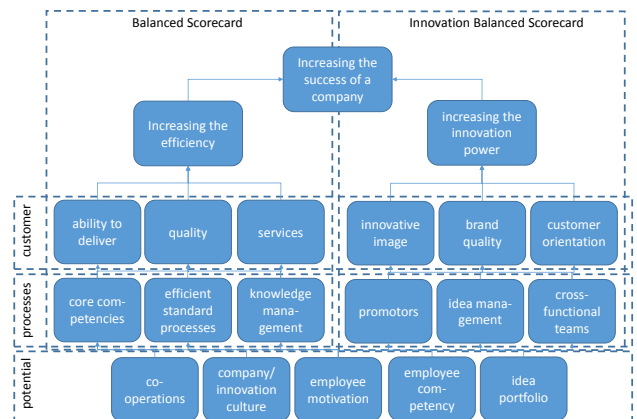 Balanced Scorecard
Innovation Balanced Scorecard
Increasing the
success of a
company
Increasing the
efficiency
increasing the
innovation
power
customer
ability to
deliver
quality
services
innovative
image
brand
quality
customer
orientation
processes
core com-
petencies
efficient
standard
processes
knowledge
mana-
gement
promotors
idea ma-
nagement
cross-
functional
teams
potential
co-
operations
company/
innovation
culture
employee
motivation
employee
com-
petency
idea
portfolio